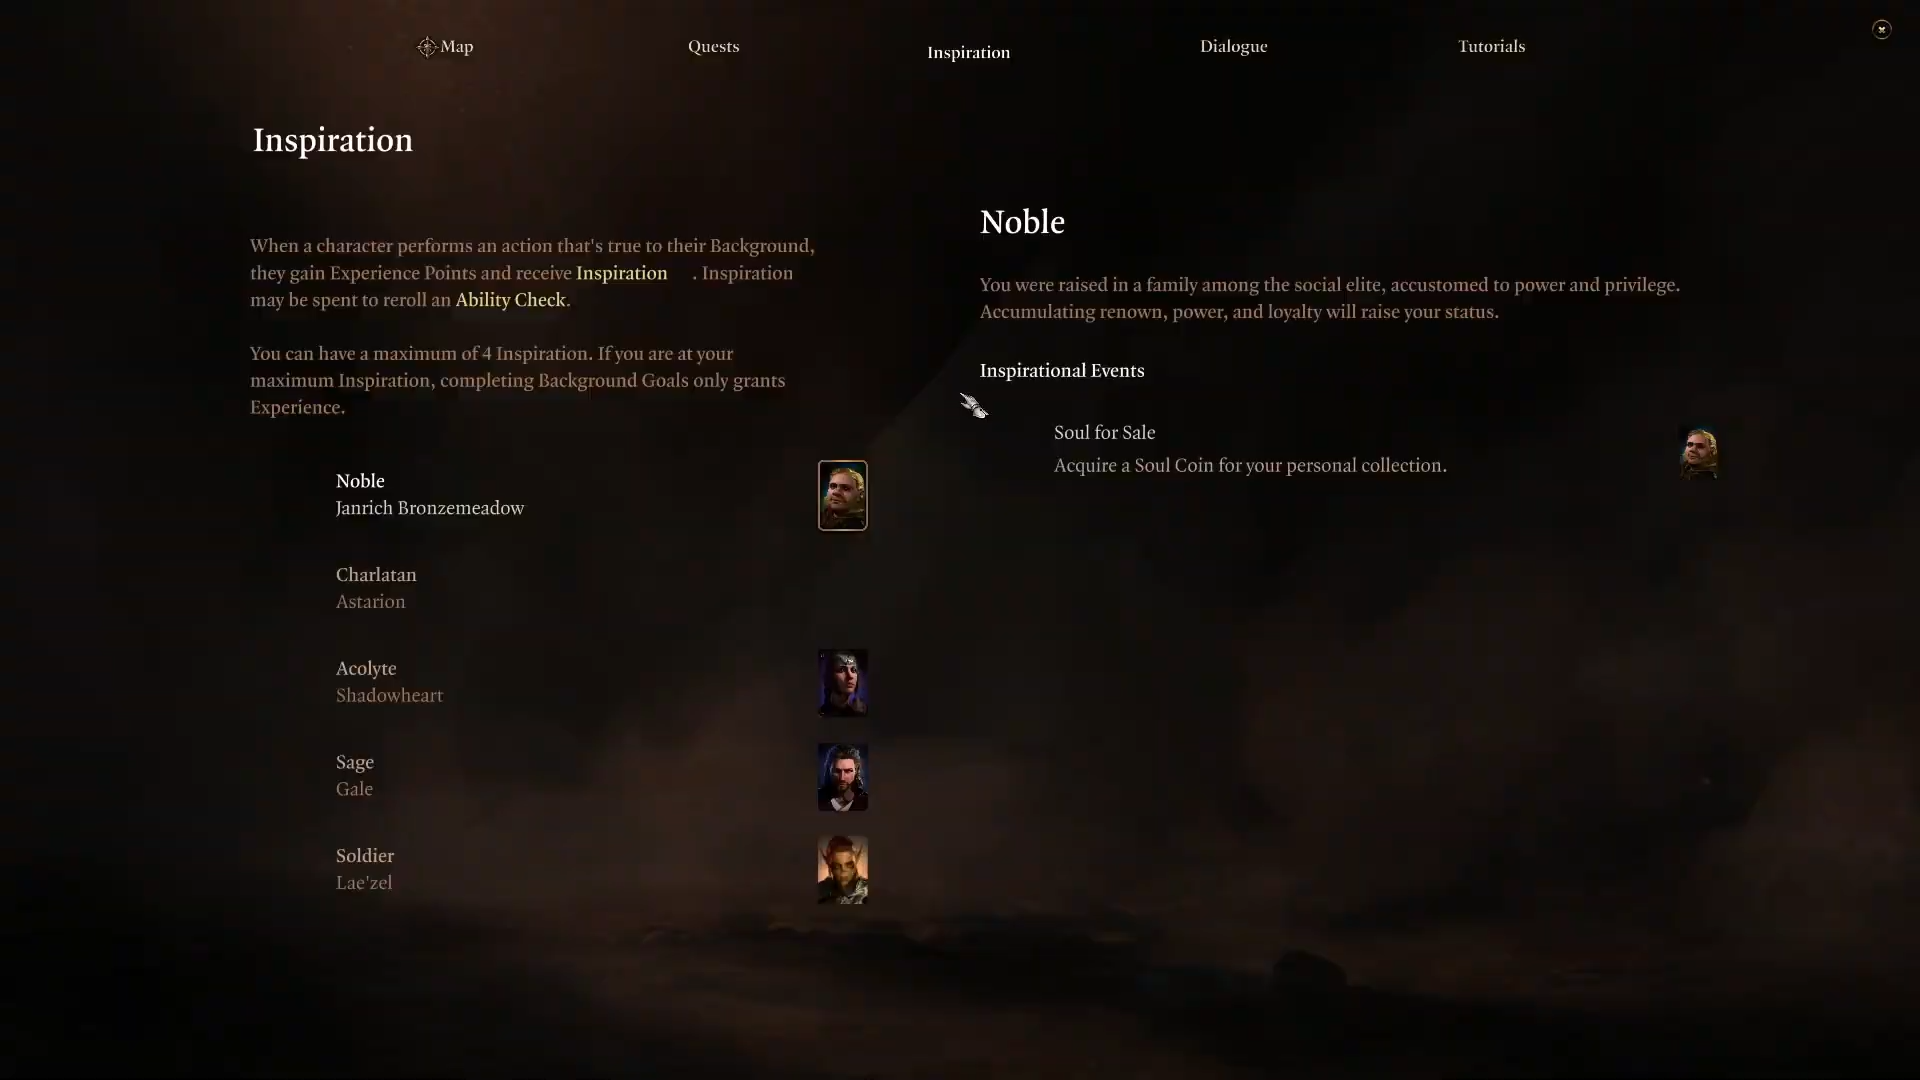 Map
Quests
Inspiration
Dialogue
Tutorials
Inspiration
When a character performs an action that's true to their Background,
they gain Experience Points and receive Inspiration . Inspiration
may be spent to reroll an Ability Check.
You can have a maximum of 4 Inspiration. If you are at your
maximum Inspiration, completing Background Goals only grants
Experience.
Noble
Janrich Bronzemeadow
Charlatan
Astarion
Acolyte
Shadowheart
Sage
Gale
Soldier
Lae'zel
Noble
You were raised in a family among the social elite, accustomed to power and privilege.
Accumulating renown, power, and loyalty will raise your status.
Inspirational Events
Soul for Sale
Acquire a Soul Coin for your personal collection.